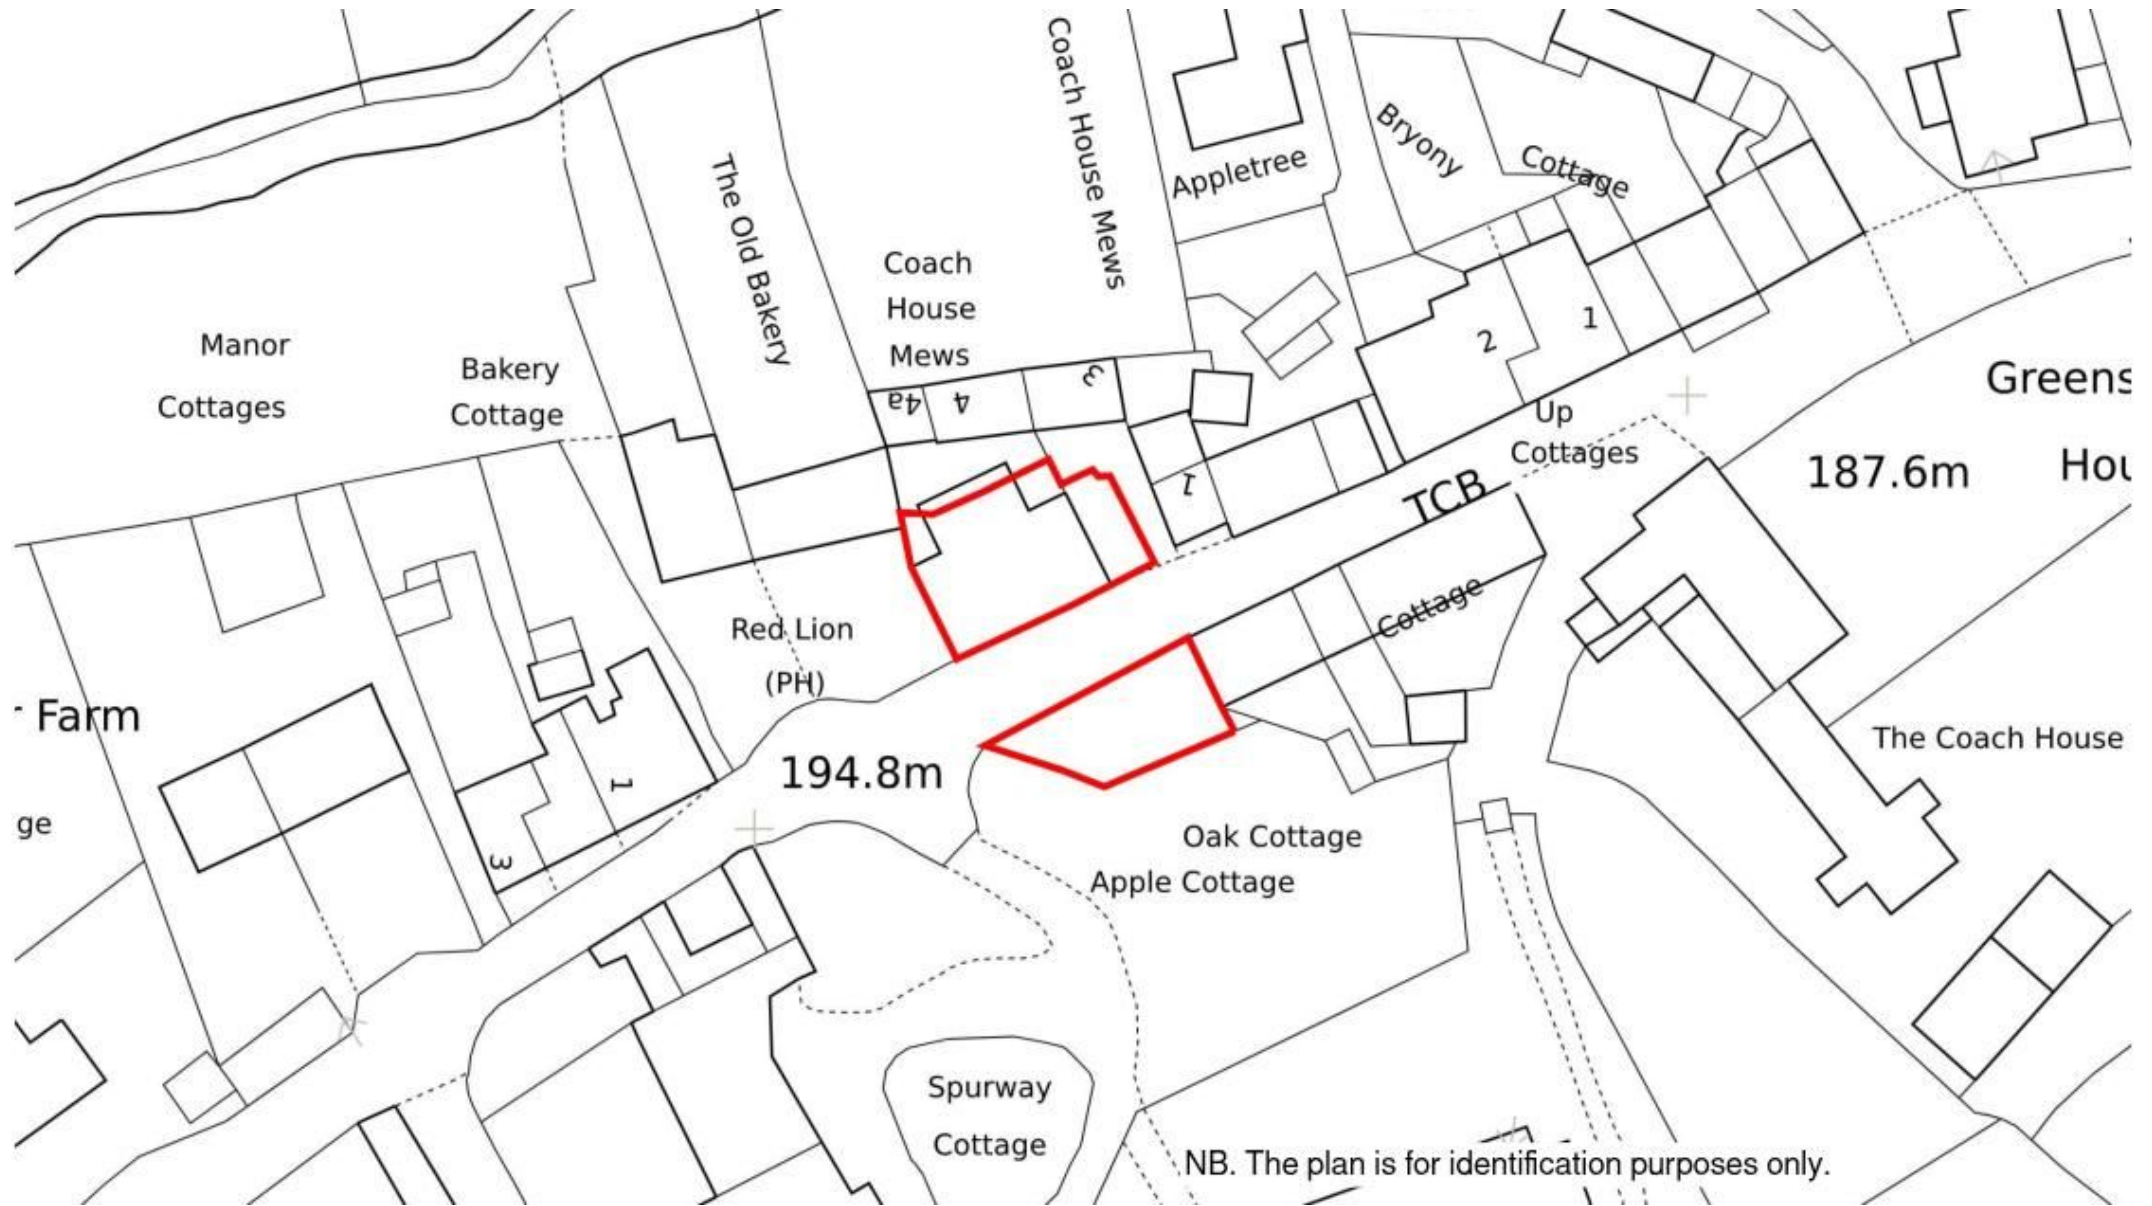 Coach House Mews
Bryony
Cottage
Appletree
The Old Bakery
Coach
House
Mews
Manor
Cottages
Bakery
Cottage
4a
4
3
2
1
1
Up
Cottages
TCB
Greens
187.6m
Hou
Red Lion
(PH)
Cottage
Farm
194.8m
The Coach House
ge
1
3
Oak Cottage
Apple Cottage
Spurway
Cottage
NB. The plan is for identification purposes only.